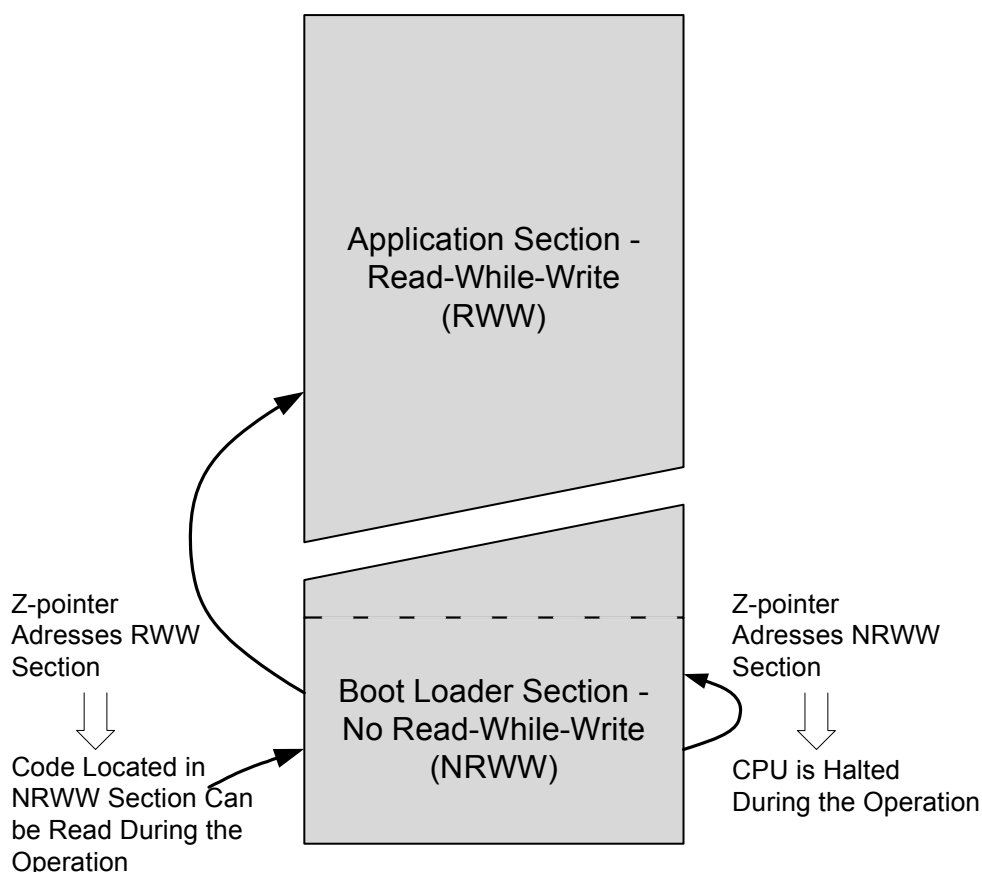 Application Section -
Read-While-Write
(RWW)
Z-pointer
Adresses RWW
Section
Code Located in
NRWW Section Can
be Read During the
Operation
Boot Loader Section -
No Read-While-Write
(NRWW)
Z-pointer
Adresses NRWW
Section
CPU is Halted
During the Operation